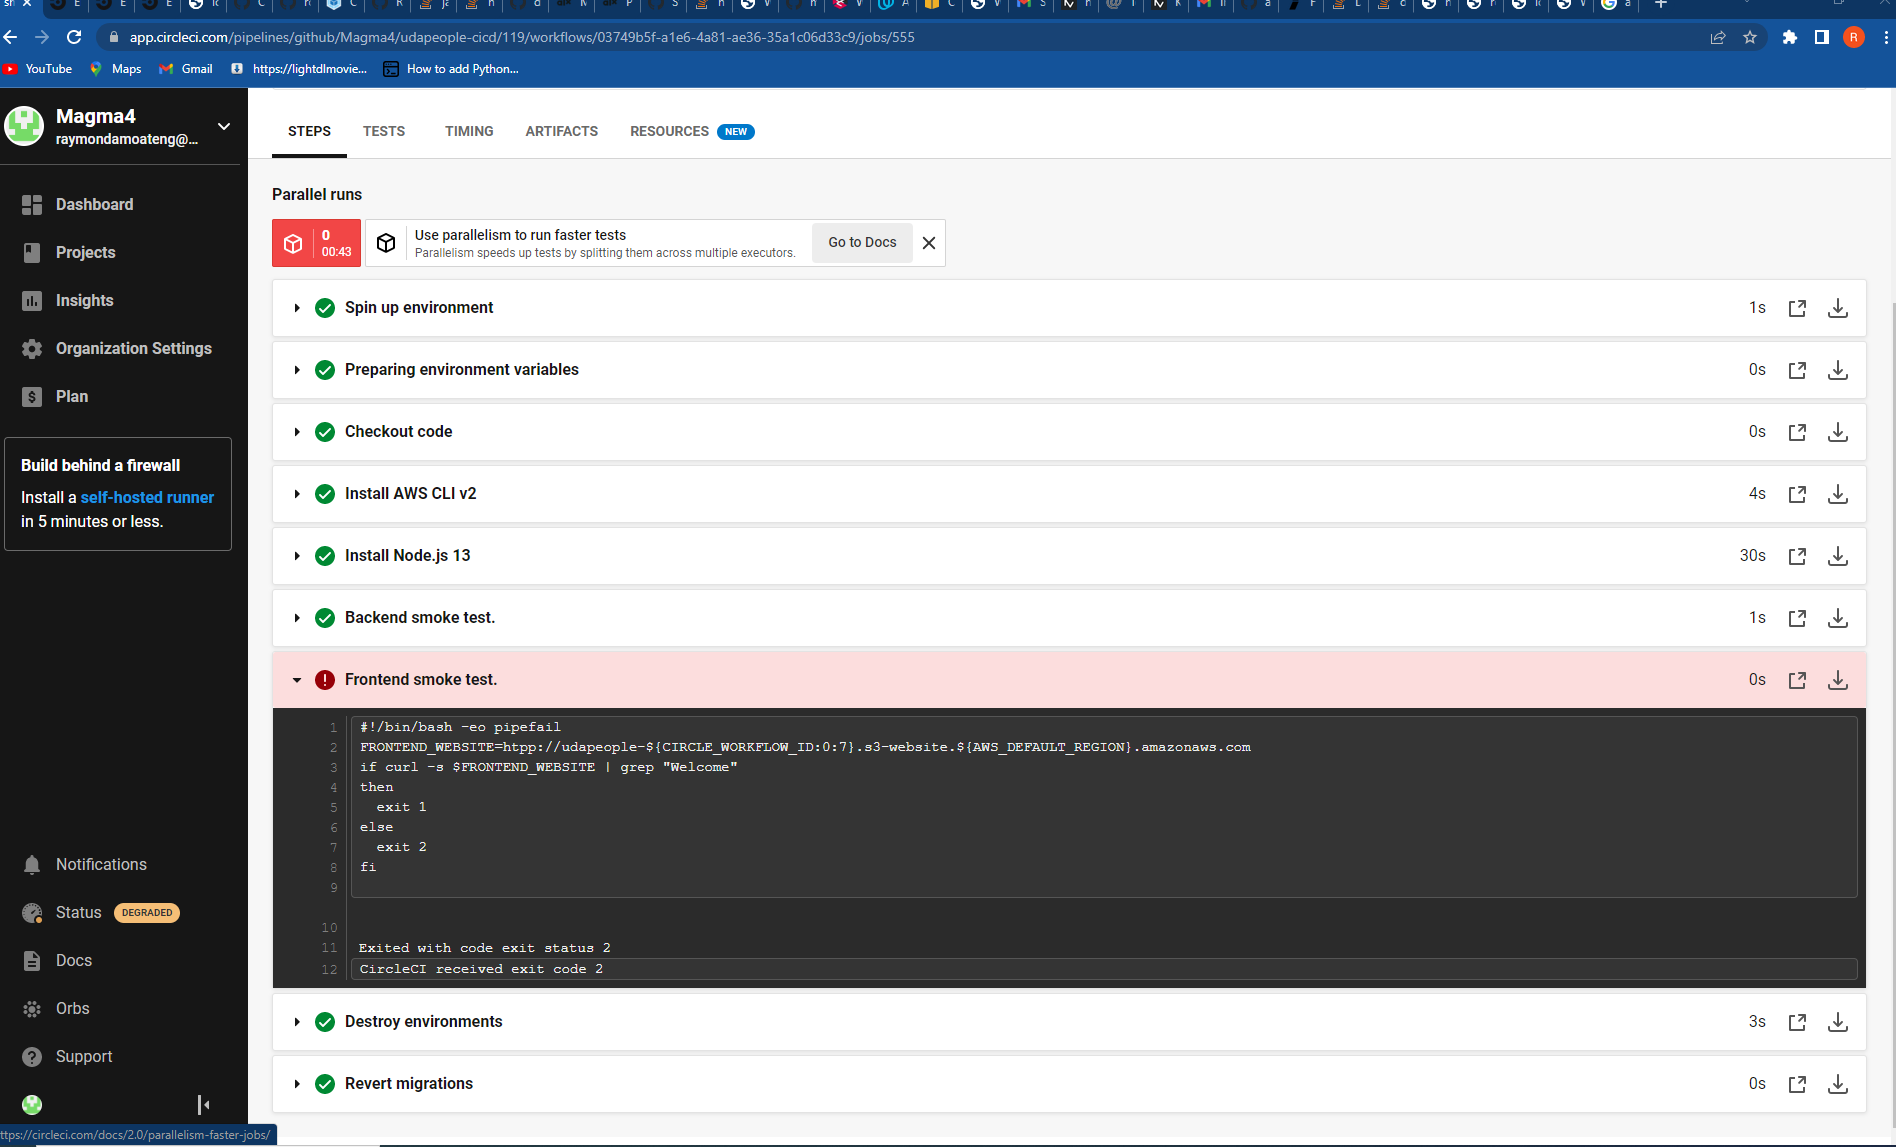 app.circleci.com/pipelines/github/Magma4/udapeople-cicd/119/workflows/03749b5f-a1e6-4a81-ae36-35a1c06d33c9/jobs/555
R
YouTube
Maps
Gmail
https://lightdlmovie...
How to add Python...
Magma4
raymondamoateng@...
Dashboard
Projects
Insights
Organization Settings
Plan
Build behind a firewall
Install a self-hosted runner
in 5 minutes or less.
Notifications
Status DEGRADED
Docs
Orbs
Support
ttps://circleci.com/docs/2.0/parallelism-faster-jobs/
STEPS TESTS TIMING ARTIFACTS RESOURCES NEW
Parallel runs
0
00:43
Use parallelism to run faster tests
Parallelism speeds up tests by splitting them across multiple executors.
Go to Docs
Spin up environment 1s
Preparing environment variables 0s
Checkout code 0s
Install AWS CLI v2 4s
Install Node.js 13 30s
Backend smoke test. 1s
Frontend smoke test. 0s
1 #!/bin/bash -eo pipefail
2 FRONTEND_WEBSITE=htpp://udapeople-${CIRCLE_WORKFLOW_ID:0:7}.s3-website.${AWS_DEFAULT_REGION}.amazonaws.com
3 if curl -s $FRONTEND_WEBSITE | grep "Welcome"
4 then
5 exit 1
6 else
7 exit 2
8 fi
9
10
11 Exited with code exit status 2
12 CircleCI received exit code 2
Destroy environments 3s
Revert migrations 0s